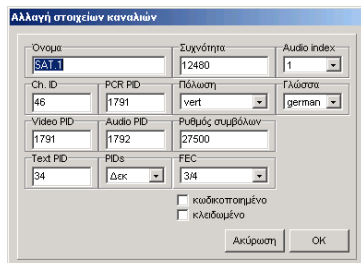 Αλλαγή στοιχείων καναλιών
Όνομα Συχνότητα Audio index
SAT.1 12480 1
Ch. ID PCR PID Πόλωση Γλώσσα
46 1791 vert german
Video PID Audio PID Ρυθμός συμβόλων
1791 1792 27500
Text PID PIDs FEC
34 Δεκ 3/4
κωδικοποιημένο
κλειδωμένο
Ακύρωση OK